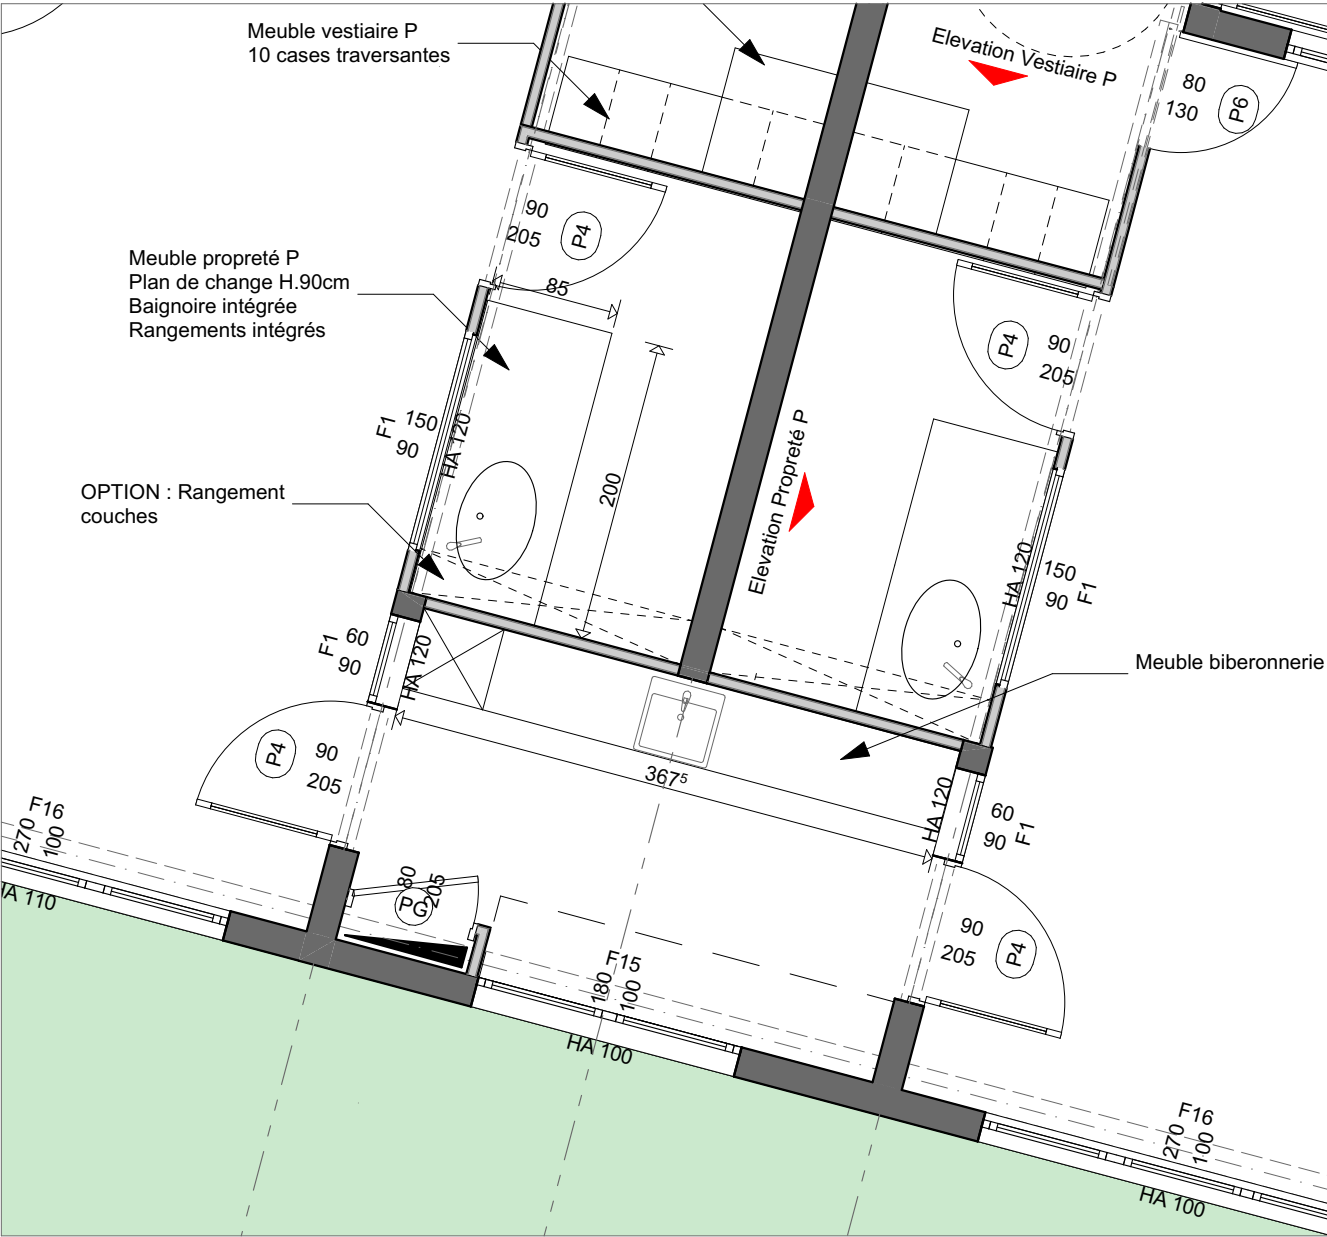 Meuble vestiaire P
10 cases traversantes
Elevation Vestiaire P
80
130
P6
90
205
P4
Meuble propreté P
Plan de change H.90cm
Baignoire intégrée
Rangements intégrés
85
P4
90
205
F1
150
90
HA 120
200
Elevation Propreté P
OPTION : Rangement
couches
HA 120
150
90
F1
F1
60
90
HA 120
Meuble biberonnerie
P4
90
205
367⁵
HA 120
60
90
F1
F16
270
100
HA 110
80
205
PG
90
205
P4
F15
180
100
HA 100
F16
270
100
HA 100